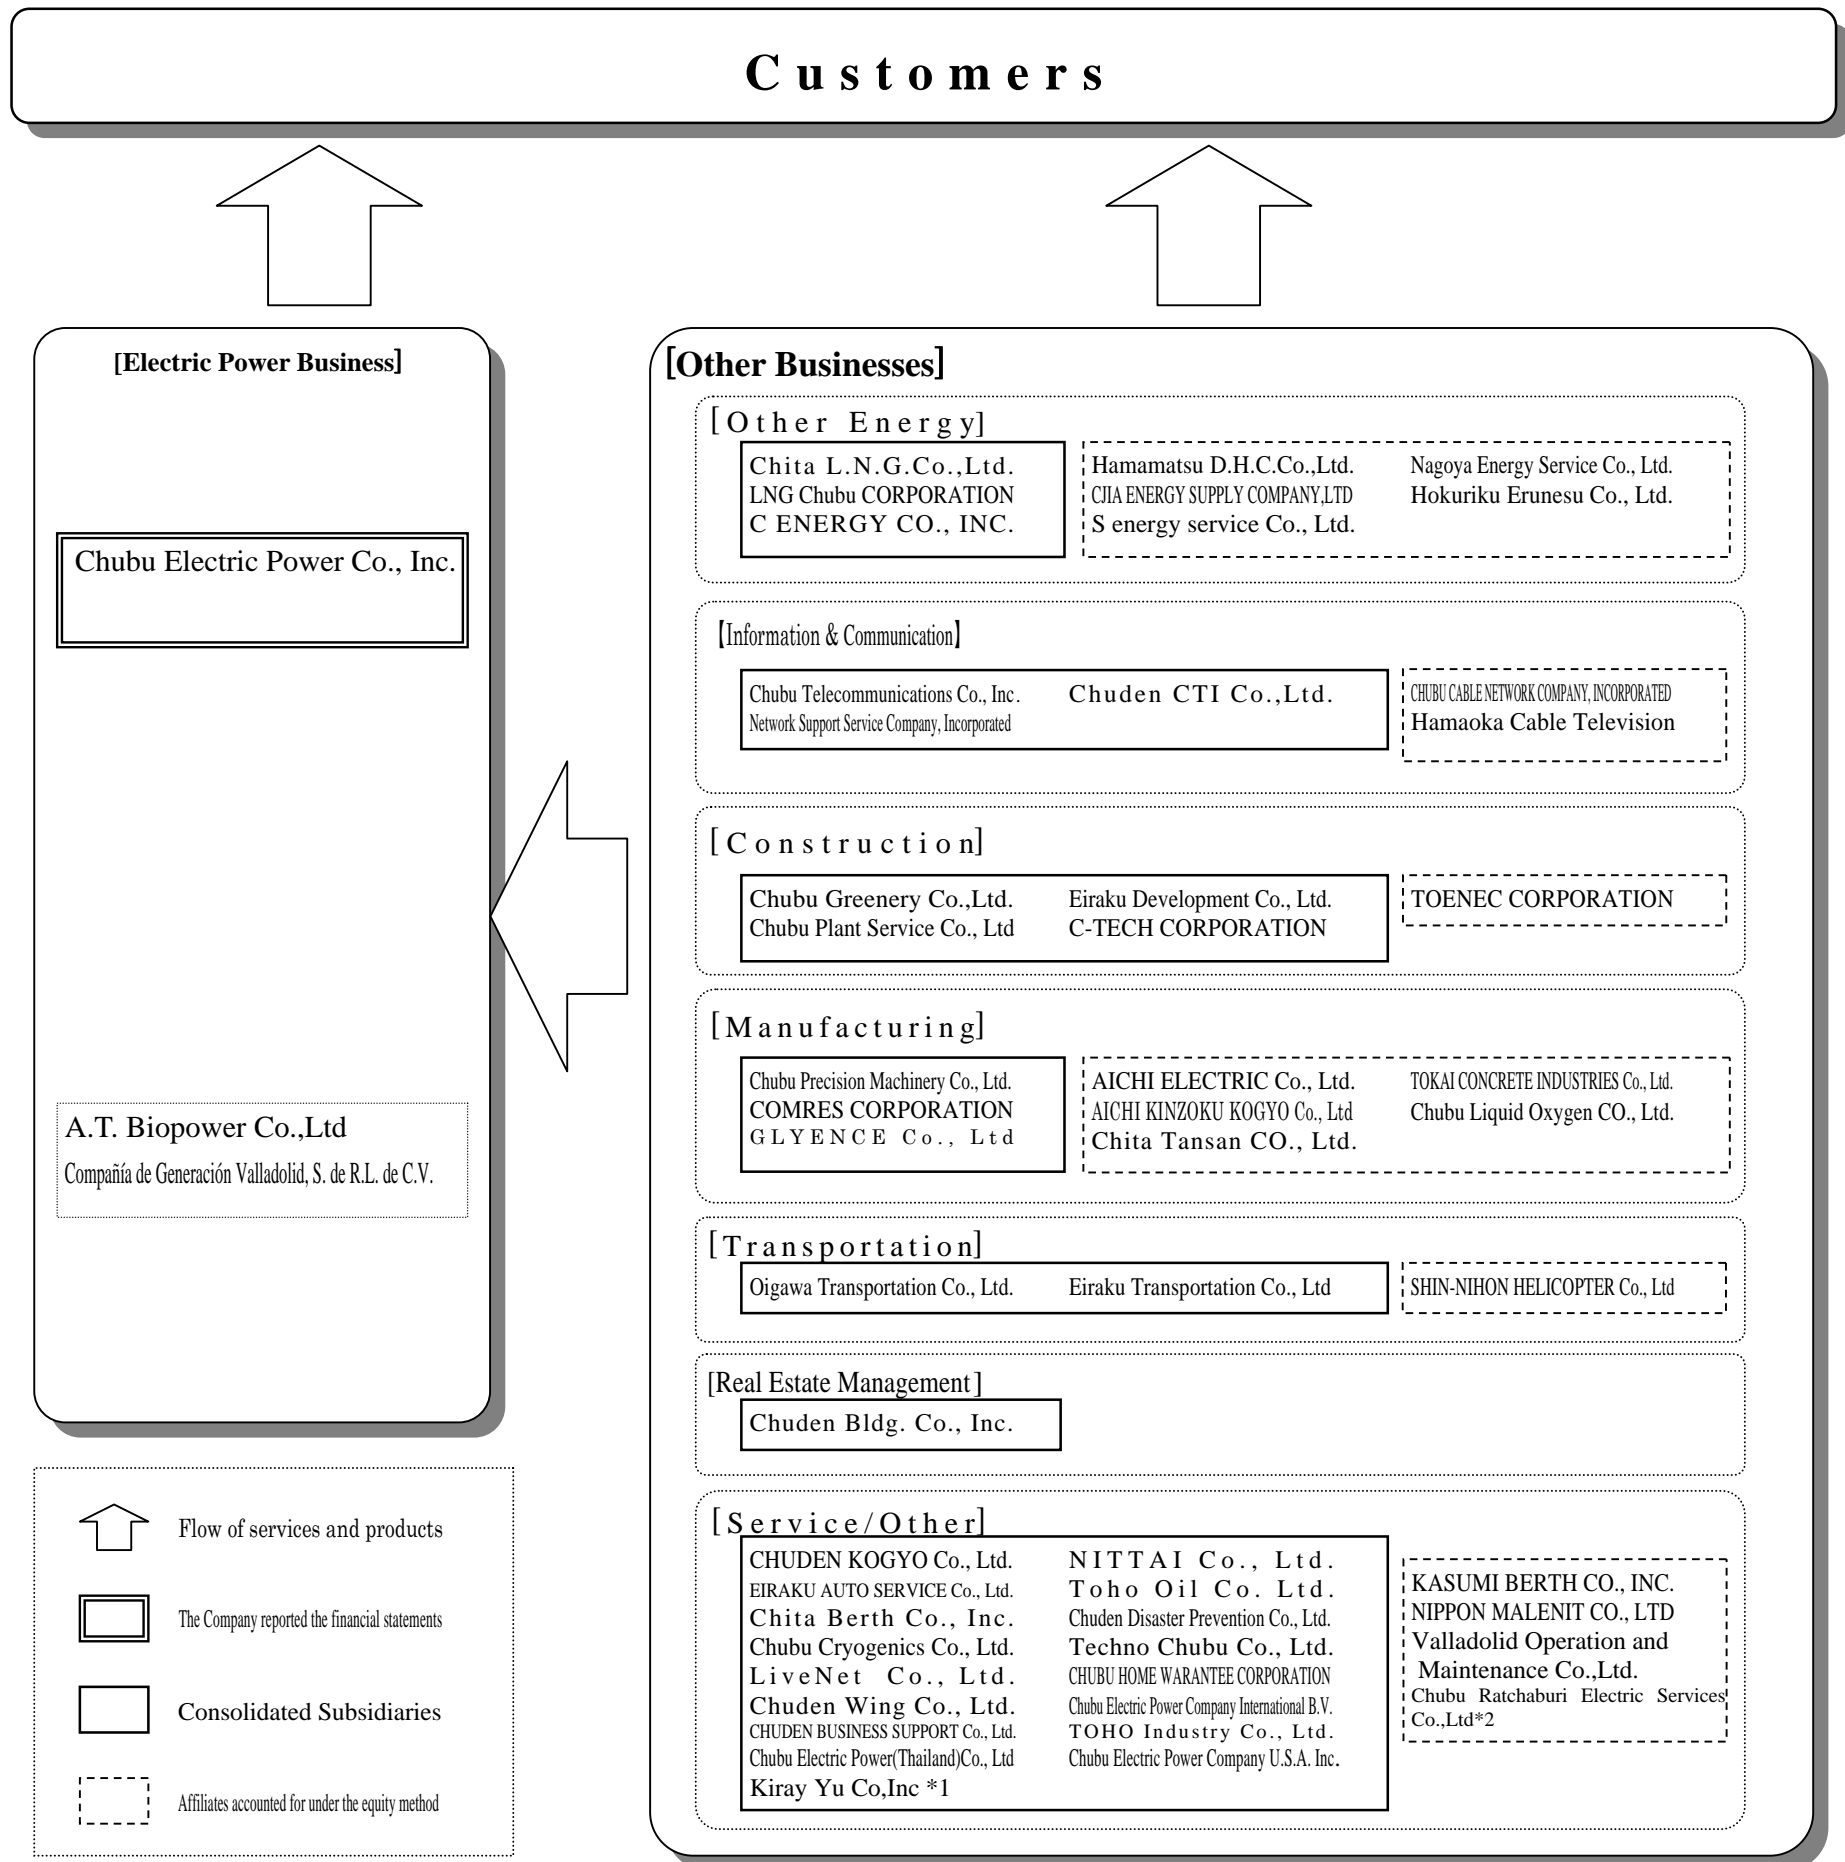 Customers
[Electric Power Business]
Chubu Electric Power Co., Inc.
A.T. Biopower Co.,Ltd
Compañía de Generación Valladolid, S. de R.L. de C.V.
Flow of services and products
The Company reported the financial statements
Consolidated Subsidiaries
Affiliates accounted for under the equity method
[Other Businesses]
[Other Energy]
Chita L.N.G.Co.,Ltd.
LNG Chubu CORPORATION
C ENERGY CO., INC.
Hamamatsu D.H.C.Co.,Ltd.
CJIA ENERGY SUPPLY COMPANY,LTD
S energy service Co., Ltd.
Nagoya Energy Service Co., Ltd.
Hokuriku Erunesu Co., Ltd.
【Information & Communication】
Chubu Telecommunications Co., Inc.
Network Support Service Company, Incorporated
Chuden CTI Co.,Ltd.
CHUBU CABLE NETWORK COMPANY, INCORPORATED
Hamaoka Cable Television
[Construction]
Chubu Greenery Co.,Ltd.
Chubu Plant Service Co., Ltd
Eiraku Development Co., Ltd.
C-TECH CORPORATION
TOENEC CORPORATION
[Manufacturing]
Chubu Precision Machinery Co., Ltd.
COMRES CORPORATION
GLYENCE Co., Ltd
AICHI ELECTRIC Co., Ltd.
AICHI KINZOKU KOGYO Co., Ltd
Chita Tansan CO., Ltd.
TOKAI CONCRETE INDUSTRIES Co., Ltd.
Chubu Liquid Oxygen CO., Ltd.
[Transportation]
Oigawa Transportation Co., Ltd.
Eiraku Transportation Co., Ltd
SHIN-NIHON HELICOPTER Co., Ltd
[Real Estate Management]
Chuden Bldg. Co., Inc.
[Service/Other]
CHUDEN KOGYO Co., Ltd.
EIRAKU AUTO SERVICE Co., Ltd.
Chita Berth Co., Inc.
Chubu Cryogenics Co., Ltd.
LiveNet Co., Ltd.
Chuden Wing Co., Ltd.
CHUDEN BUSINESS SUPPORT Co., Ltd.
Chubu Electric Power(Thailand)Co., Ltd
Kiray Yu Co,Inc *1
NITTAI Co., Ltd.
Toho Oil Co. Ltd.
Chuden Disaster Prevention Co., Ltd.
Techno Chubu Co., Ltd.
CHUBU HOME WARANTEE CORPORATION
Chubu Electric Power Company International B.V.
TOHO Industry Co., Ltd.
Chubu Electric Power Company U.S.A. Inc.
KASUMI BERTH CO., INC.
NIPPON MALENIT CO., LTD
Valladolid Operation and
Maintenance Co.,Ltd.
Chubu Ratchaburi Electric Services
Co.,Ltd*2